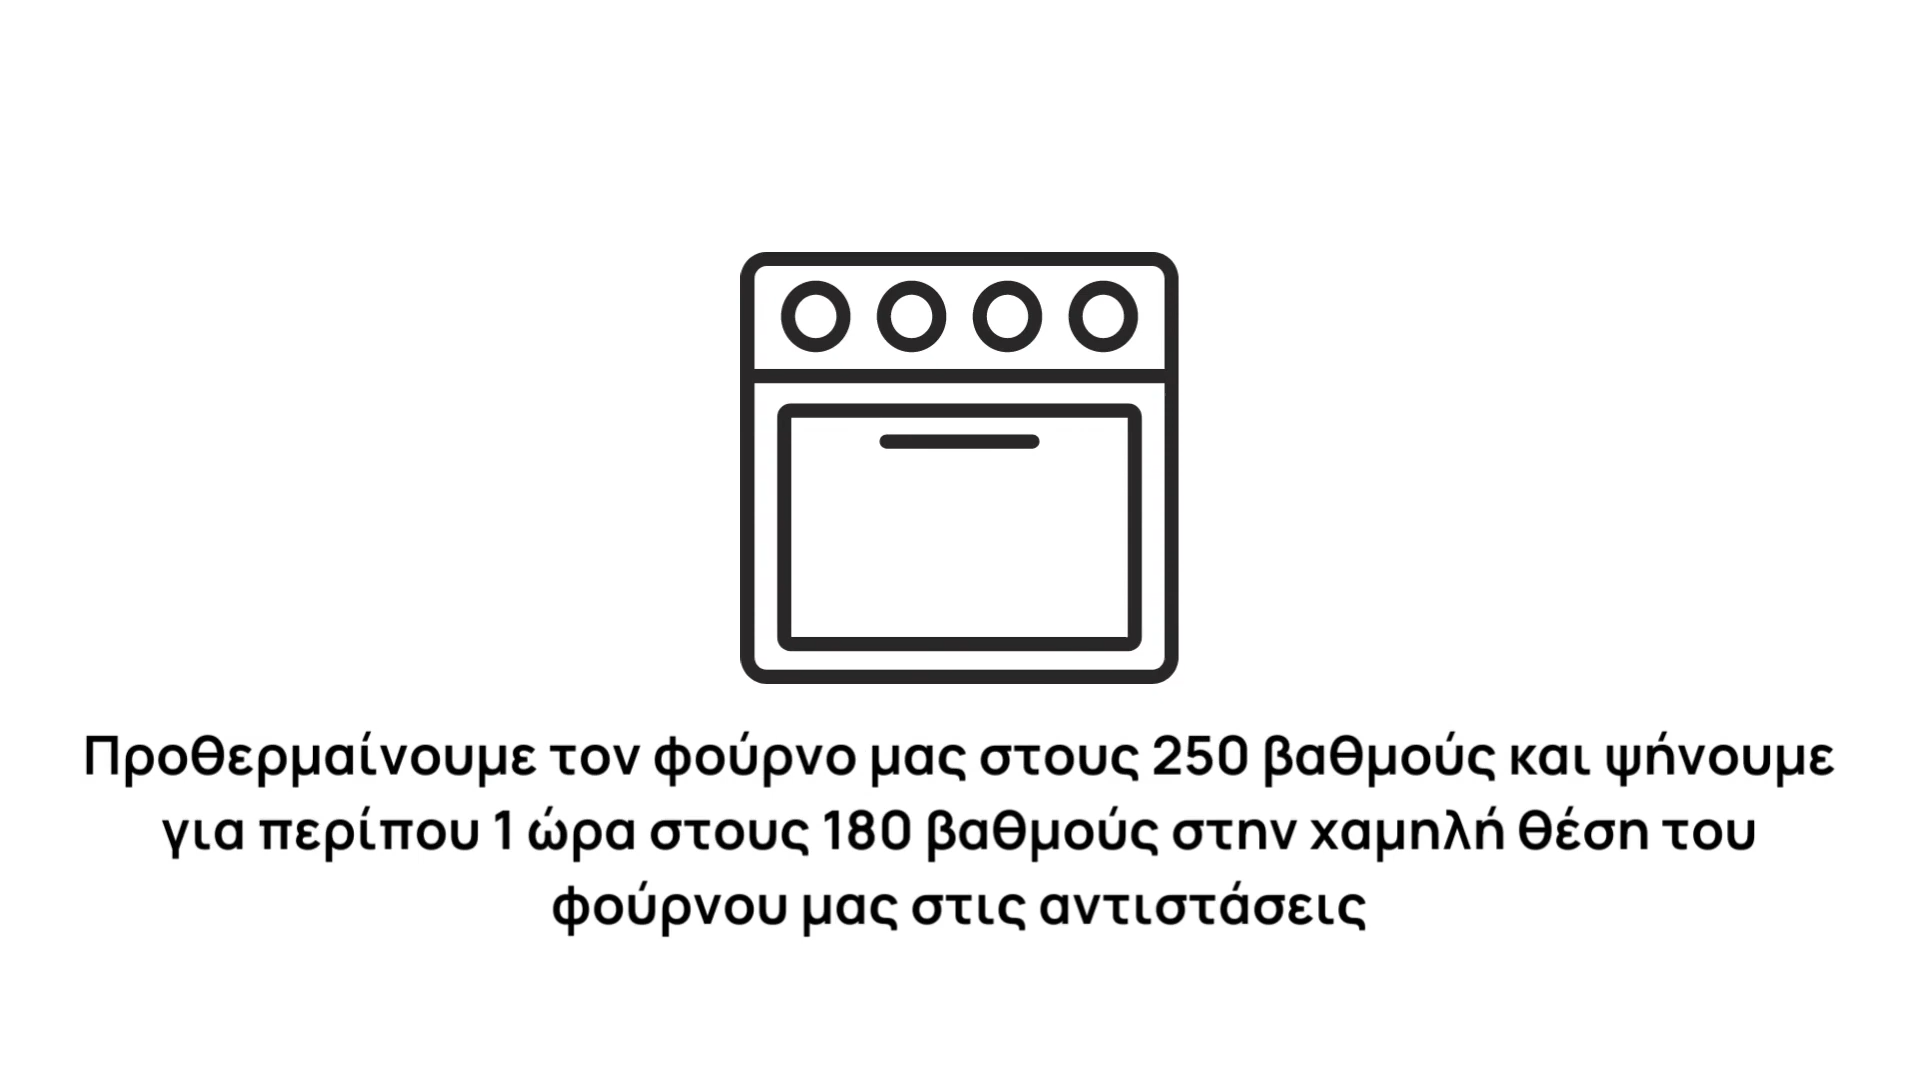 Προθερμαίνουμε τον φούρνο μας στους 250 βαθμούς και ψήνουμε
για περίπου 1 ώρα στους 180 βαθμούς στην χαμηλή θέση του
φούρνου μας στις αντιστάσεις